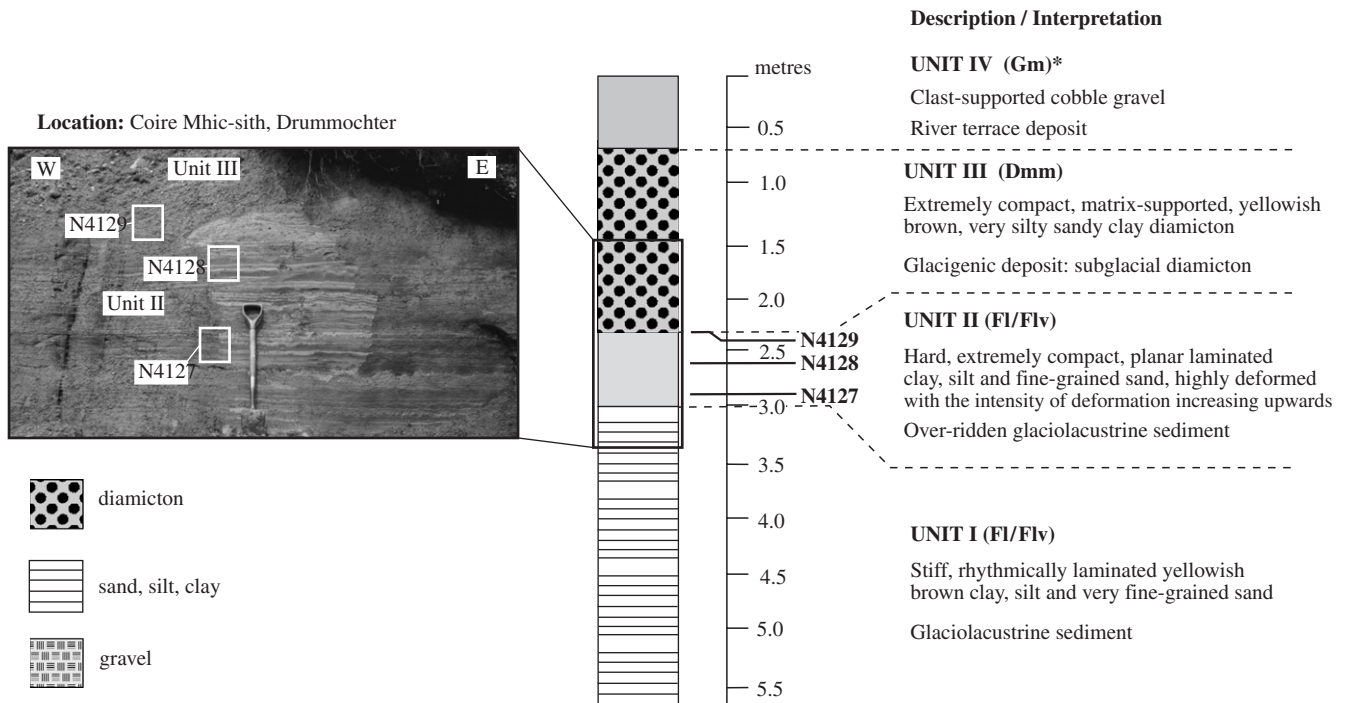 Location: Coire Mhic-sith, Drummochter
W
Unit III
E
N4129
N4128
Unit II
N4127
diamicton
sand, silt, clay
gravel
metres
0.5
1.0
1.5
2.0
2.5
3.0
3.5
4.0
4.5
5.0
5.5
N4129
N4128
N4127
Description / Interpretation
UNIT IV (Gm)*
Clast-supported cobble gravel
River terrace deposit
UNIT III (Dmm)
Extremely compact, matrix-supported, yellowish
brown, very silty sandy clay diamicton
Glacigenic deposit: subglacial diamicton
UNIT II (Fl/Flv)
Hard, extremely compact, planar laminated
clay, silt and fine-grained sand, highly deformed
with the intensity of deformation increasing upwards
Over-ridden glaciolacustrine sediment
UNIT I (Fl/Flv)
Stiff, rhythmically laminated yellowish
brown clay, silt and very fine-grained sand
Glaciolacustrine sediment